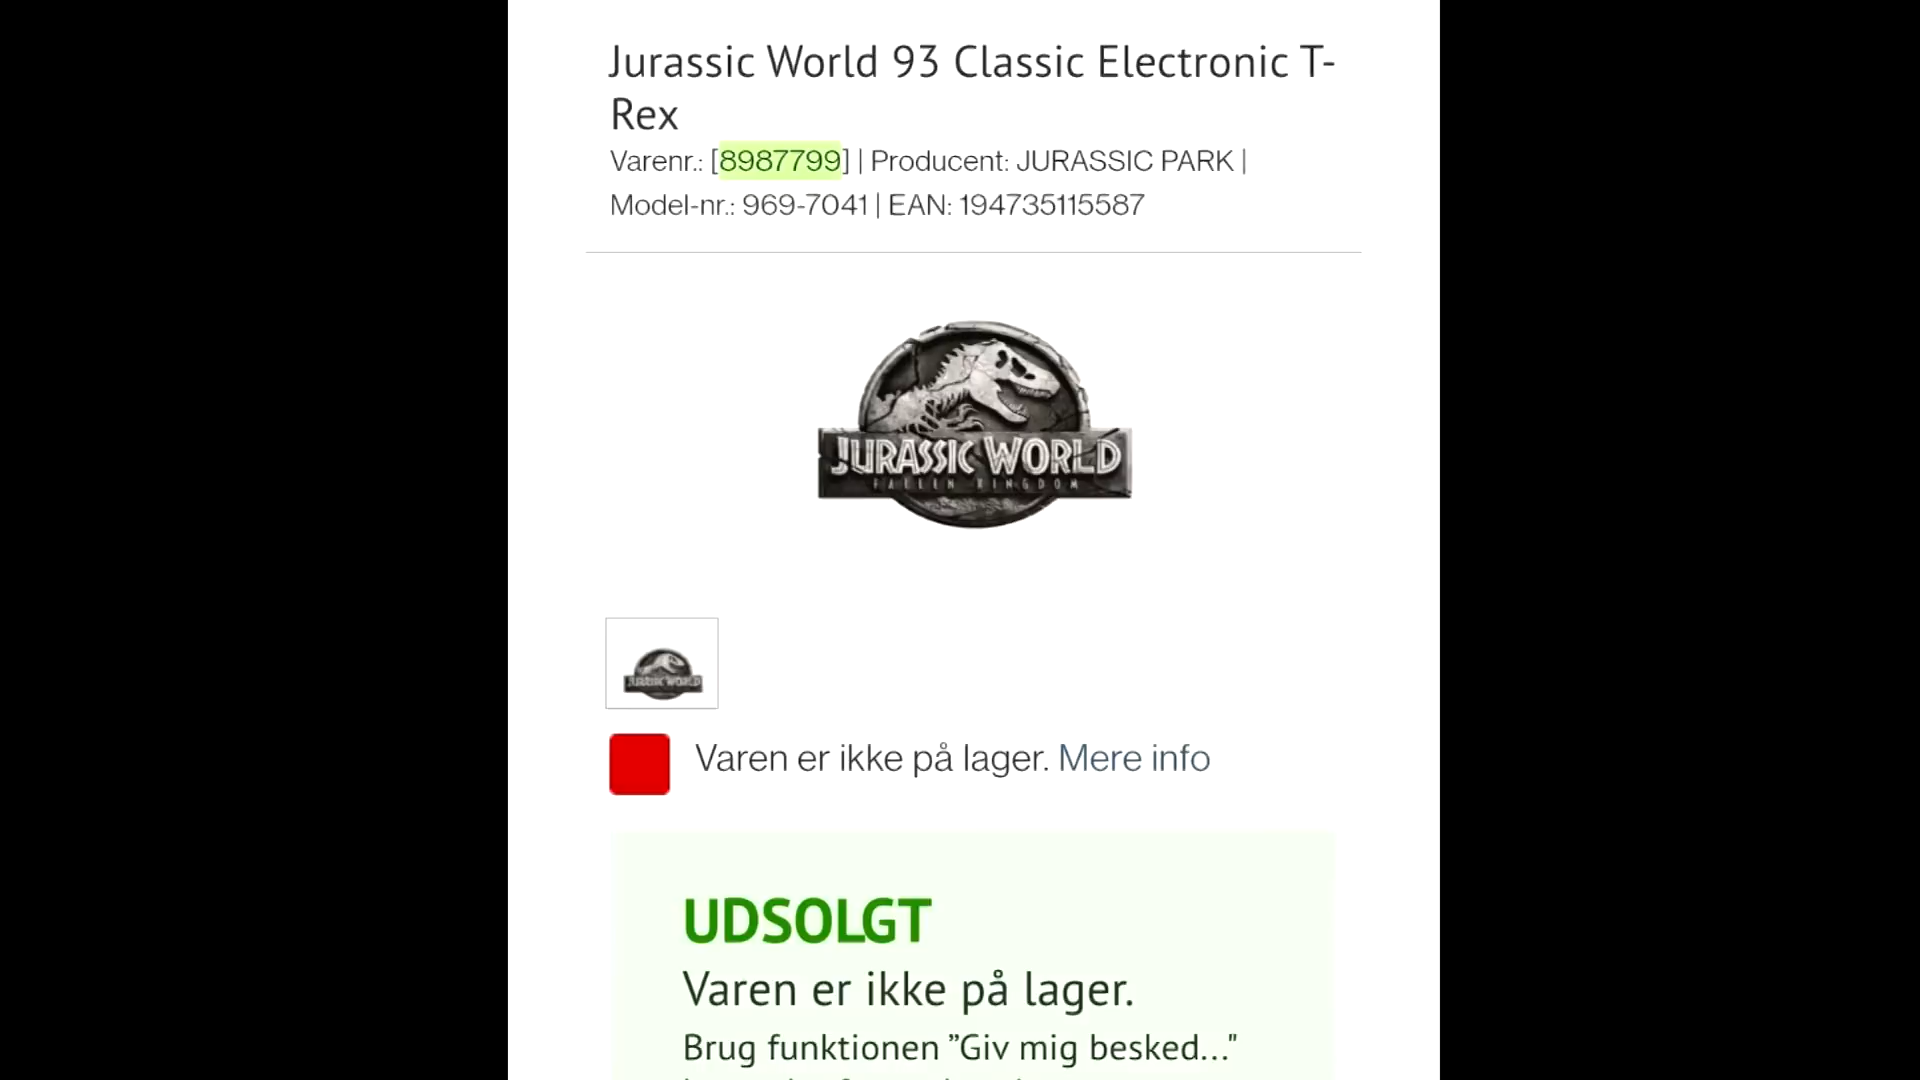 Jurassic World 93 Classic Electronic T-
Rex
Varenr.: [8987799] | Producent: JURASSIC PARK |
Model-nr.: 969-7041 | EAN: 194735115587
JURASSIC WORLD
FALLEN KINGDOM
JURASSIC WORLD
Varen er ikke på lager. Mere info
UDSOLGT
Varen er ikke på lager.
Brug funktionen ”Giv mig besked..."